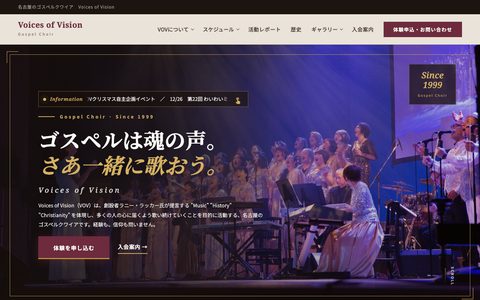 名古屋のゴスペルクワイア Voices of Vision
Voices of Vision
Gospel Choir
VOVについて スケジュール 活動レポート 歴史 ギャラリー 入会案内 体験申込・お問い合わせ
Since
1999
Gospel Choir
Information Vクリスマス自主企画イベント / 12/26 第22回 わいわい
Gospel Choir · Since 1999
ゴスペルは魂の声。
さあ一緒に歌おう。
Voices of Vision
Voices of Vision（VOV）は、創設者ラニー・ラッカー氏が提言する "Music" "History"
"Christianity" を体現し、多くの人の心に届くよう歌い続けていくことを目的に活動する、名古屋の
ゴスペルクワイアです。経験も、信仰も問いません。
体験を申し込む 入会案内 →
SCROLL